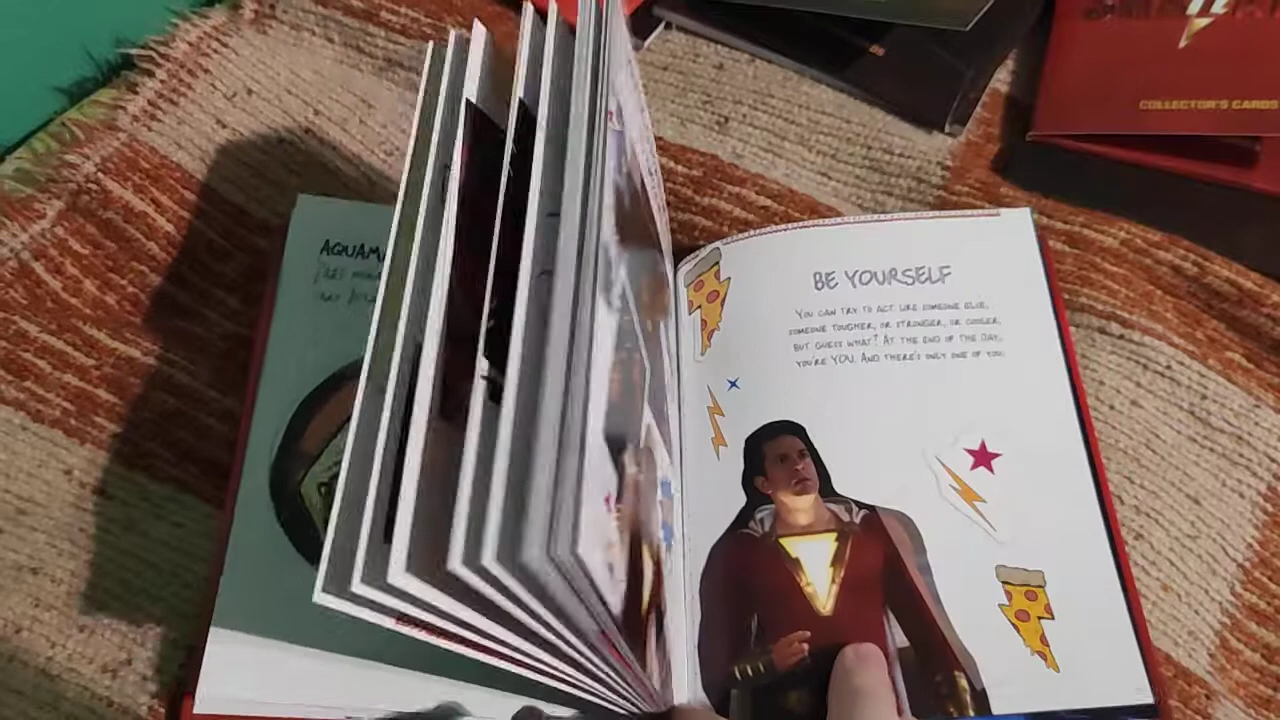 COLLECTOR'S CARDS
BE YOURSELF
YOU CAN TRY TO ACT LIKE SOMEONE ELSE,
SOMEONE TOUGHER, OR STRONGER, OR COOLER,
BUT GUESS WHAT? AT THE END OF THE DAY,
YOU'RE YOU. AND THERE'S ONLY ONE OF YOU.